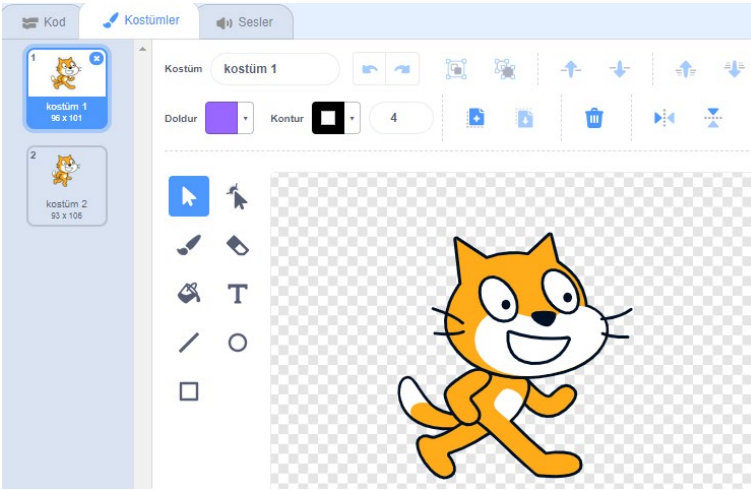 Kod Kostümler Sesler
1
kostüm 1
96 x 101
2
kostüm 2
93 x 106
Kostüm kostüm 1
Doldur Kontur 4
T